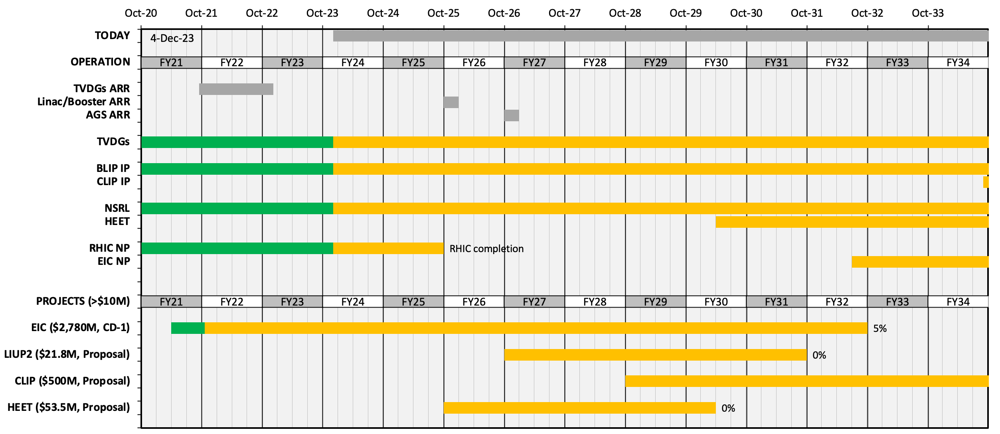 Oct-20 Oct-21 Oct-22 Oct-23 Oct-24 Oct-25 Oct-26 Oct-27 Oct-28 Oct-29 Oct-30 Oct-31 Oct-32 Oct-33
TODAY 4-Dec-23
OPERATION FY21 FY22 FY23 FY24 FY25 FY26 FY27 FY28 FY29 FY30 FY31 FY32 FY33 FY34
TVDGs ARR
Linac/Booster ARR
AGS ARR
TVDGs
BLIP IP
CLIP IP
NSRL
HEET
RHIC NP RHIC completion
EIC NP
PROJECTS (>$10M) FY21 FY22 FY23 FY24 FY25 FY26 FY27 FY28 FY29 FY30 FY31 FY32 FY33 FY34
EIC ($2,780M, CD-1) 5%
LIUP2 ($21.8M, Proposal) 0%
CLIP ($500M, Proposal)
HEET ($53.5M, Proposal) 0%